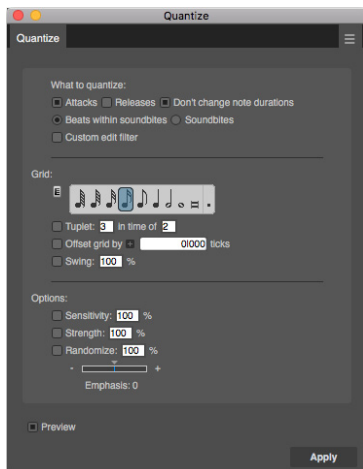 Quantize
Quantize
What to quantize:
Attacks Releases Don't change note durations
Beats within soundbites Soundbites
Custom edit filter
Grid:
Tuplet: 3 in time of 2
Offset grid by + 0|000 ticks
Swing: 100 %
Options:
Sensitivity: 100 %
Strength: 100 %
Randomize: 100 %
- +
Emphasis: 0
Preview
Apply